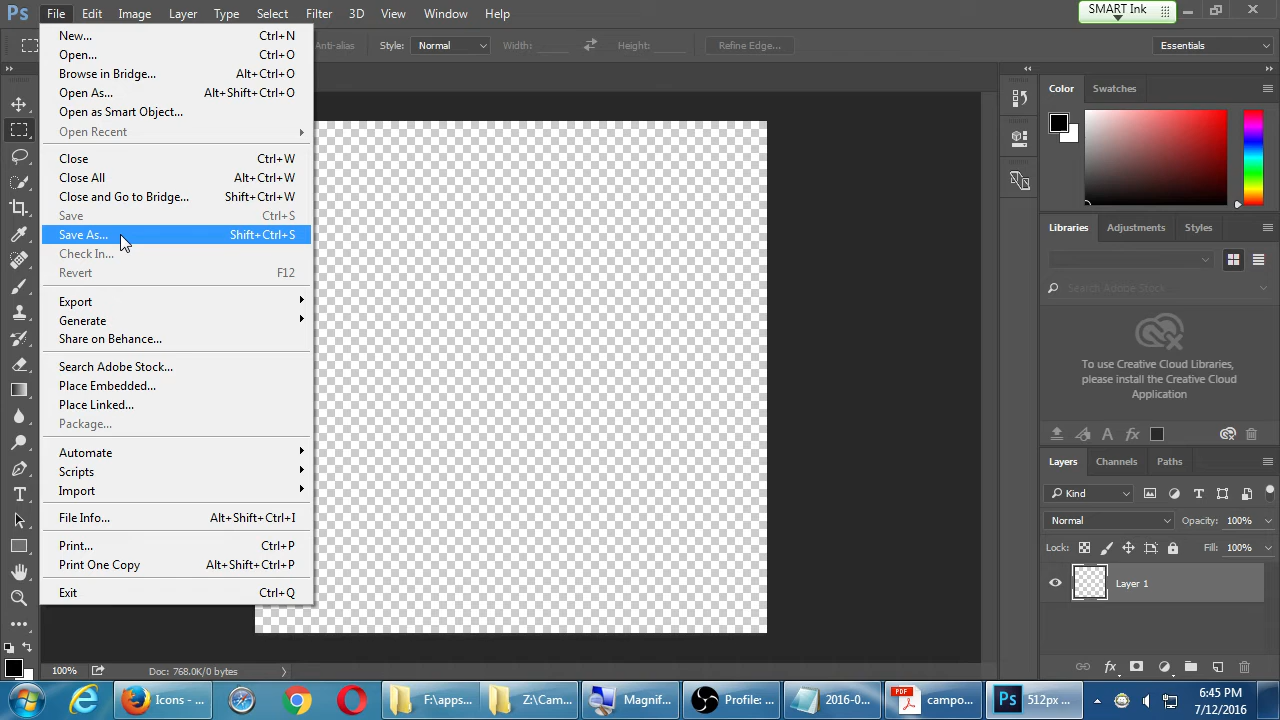 Ps File Edit Image Layer Type Select Filter 3D View Window Help
SMART Ink
Anti-alias Style: Normal Width: Height: Refine Edge... Essentials
New... Ctrl+N
Open... Ctrl+O
Browse in Bridge... Alt+Ctrl+O
Open As... Alt+Shift+Ctrl+O
Open as Smart Object...
Open Recent
Close Ctrl+W
Close All Alt+Ctrl+W
Close and Go to Bridge... Shift+Ctrl+W
Save Ctrl+S
Save As... Shift+Ctrl+S
Check In...
Revert F12
Export
Generate
Share on Behance...
Search Adobe Stock...
Place Embedded...
Place Linked...
Package...
Automate
Scripts
Import
File Info... Alt+Shift+Ctrl+I
Print... Ctrl+P
Print One Copy Alt+Shift+Ctrl+P
Exit Ctrl+Q
Color Swatches
Libraries Adjustments Styles
Search Adobe Stock
To use Creative Cloud Libraries,
please install the Creative Cloud
Application
Layers Channels Paths
Kind
Normal Opacity: 100%
Lock: Fill: 100%
Layer 1
100% Doc: 768.0K/0 bytes
Icons - ... F:\apps... Z:\Cam... Magnif... Profile: ... 2016-0... PDF campo... Ps 512px ...
6:45 PM
7/12/2016